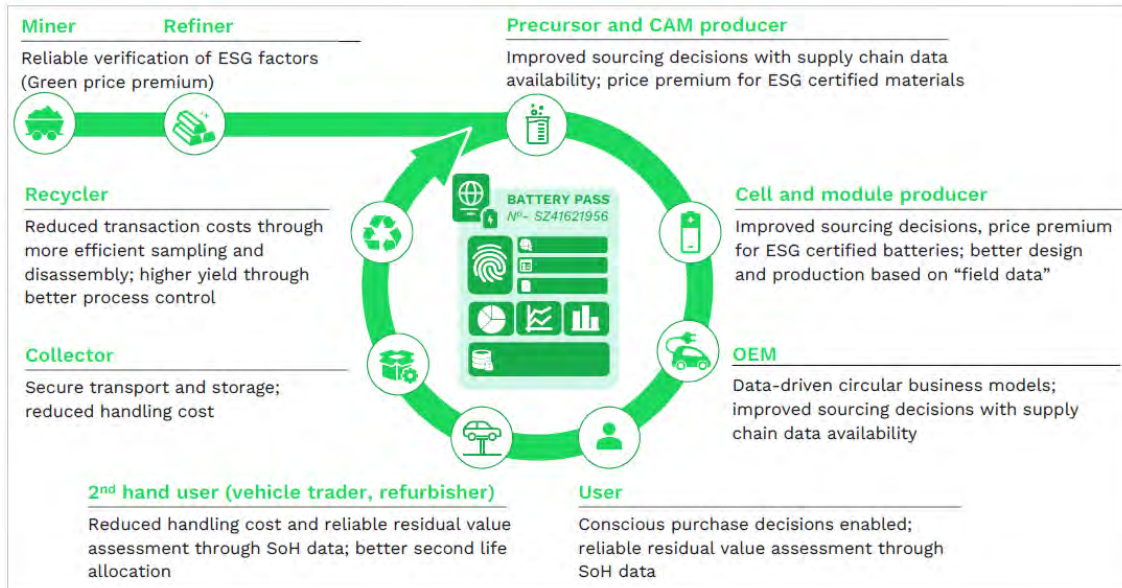 Miner
Refiner
Reliable verification of ESG factors
(Green price premium)
Precursor and CAM producer
Improved sourcing decisions with supply chain data
availability; price premium for ESG certified materials
Recycler
Reduced transaction costs through
more efficient sampling and
disassembly; higher yield through
better process control
BATTERY PASS
Nº- SZ41621956
Cell and module producer
Improved sourcing decisions, price premium
for ESG certified batteries; better design
and production based on “field data”
Collector
Secure transport and storage;
reduced handling cost
OEM
Data-driven circular business models;
improved sourcing decisions with supply
chain data availability
2nd hand user (vehicle trader, refurbisher)
Reduced handling cost and reliable residual value
assessment through SoH data; better second life
allocation
User
Conscious purchase decisions enabled;
reliable residual value assessment through
SoH data